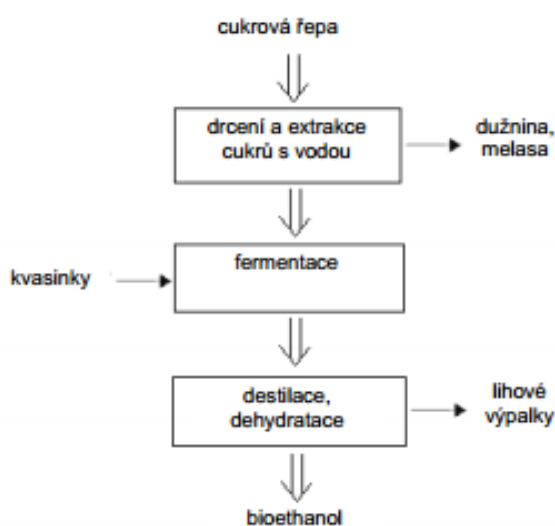 cukrová řepa
drcení a extrakce
cukrů s vodou
dužnina,
melasa
kvasinky
fermentace
destilace,
dehydratace
lihové
výpalky
bioethanol